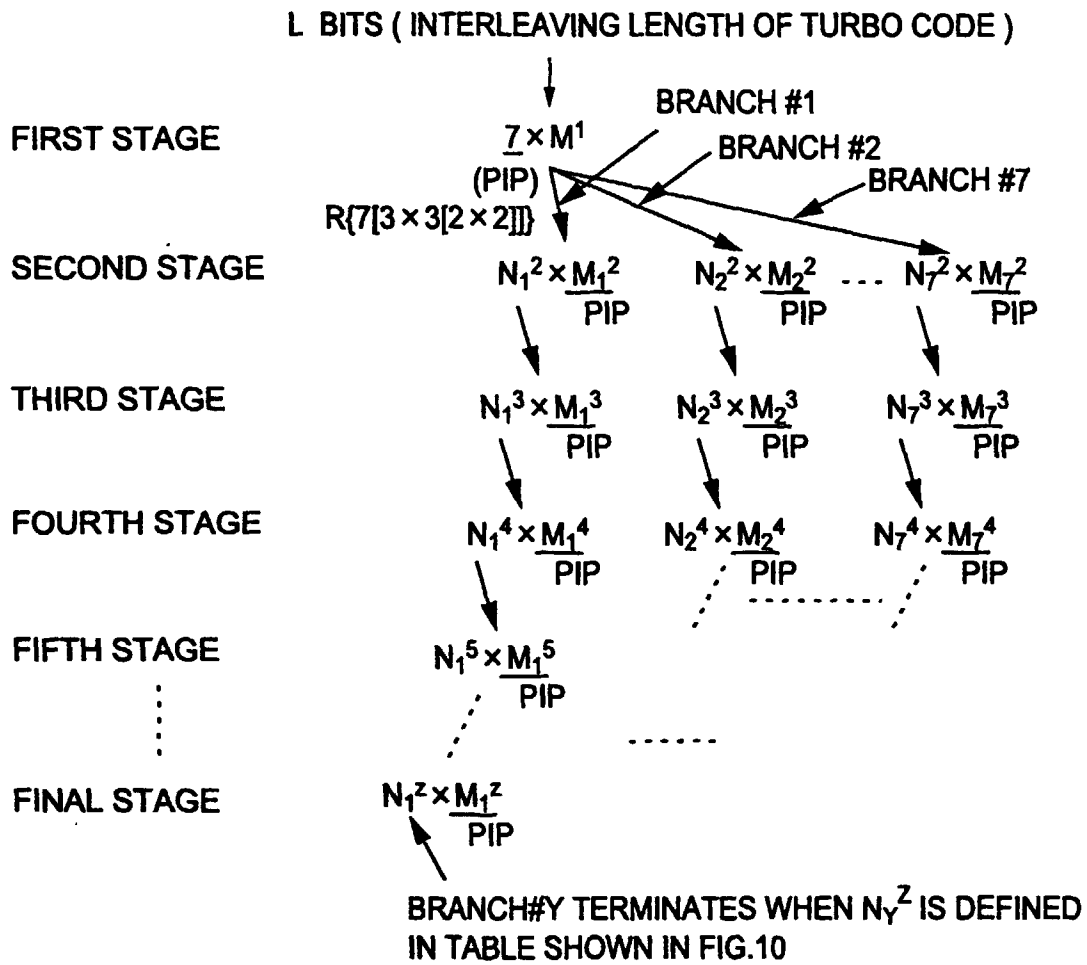 L BITS ( INTERLEAVING LENGTH OF TURBO CODE )
BRANCH #1
FIRST STAGE
7 × M¹
BRANCH #2
(PIP)
BRANCH #7
R{7[3 × 3[2 × 2]]}
SECOND STAGE
N₁² × M₁² N₂² × M₂² ---- N₇² × M₇²
PIP PIP PIP
THIRD STAGE
N₁³ × M₁³ N₂³ × M₂³ N₇³ × M₇³
PIP PIP PIP
FOURTH STAGE
N₁⁴ × M₁⁴ N₂⁴ × M₂⁴ N₇⁴ × M₇⁴
PIP PIP PIP
FIFTH STAGE
N₁⁵ × M₁⁵
PIP
FINAL STAGE
N₁ᶻ × M₁ᶻ
PIP
BRANCH#Y TERMINATES WHEN N_Y^Z IS DEFINED
IN TABLE SHOWN IN FIG.10